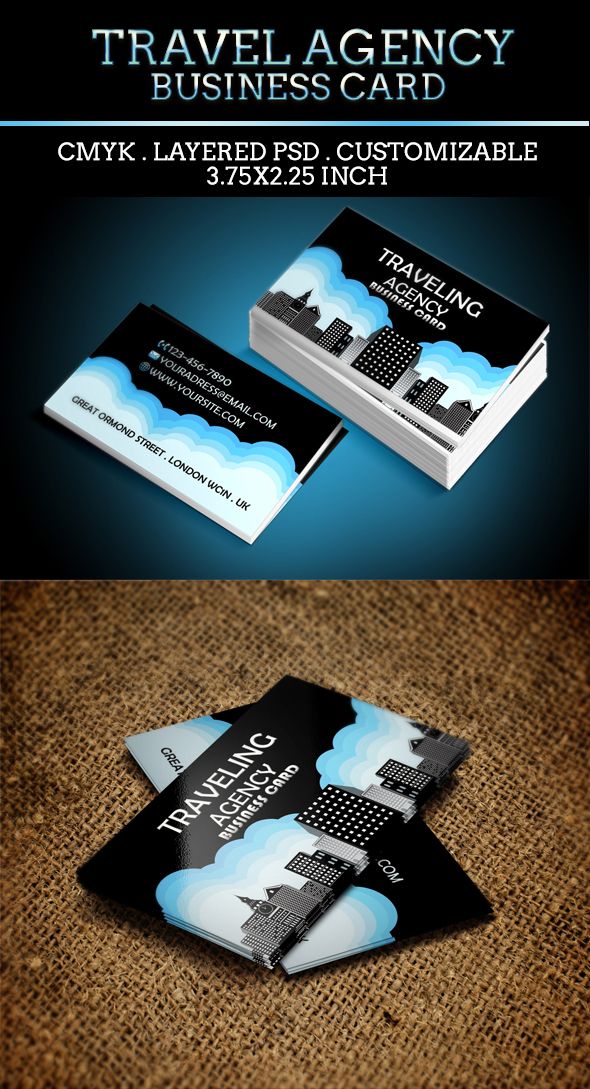 TRAVEL AGENCY
BUSINESS CARD
CMYK . LAYERED PSD . CUSTOMIZABLE
3.75X2.25 INCH
TRAVELING
AGENCY
BUSINESS CARD
123-456-7890
YOURADRESS@EMAIL.COM
WWW.YOURSITE.COM
GREAT ORMOND STREET . LONDON WC1N . UK
TRAVELING
AGENCY
BUSINESS CARD
GREA
.COM